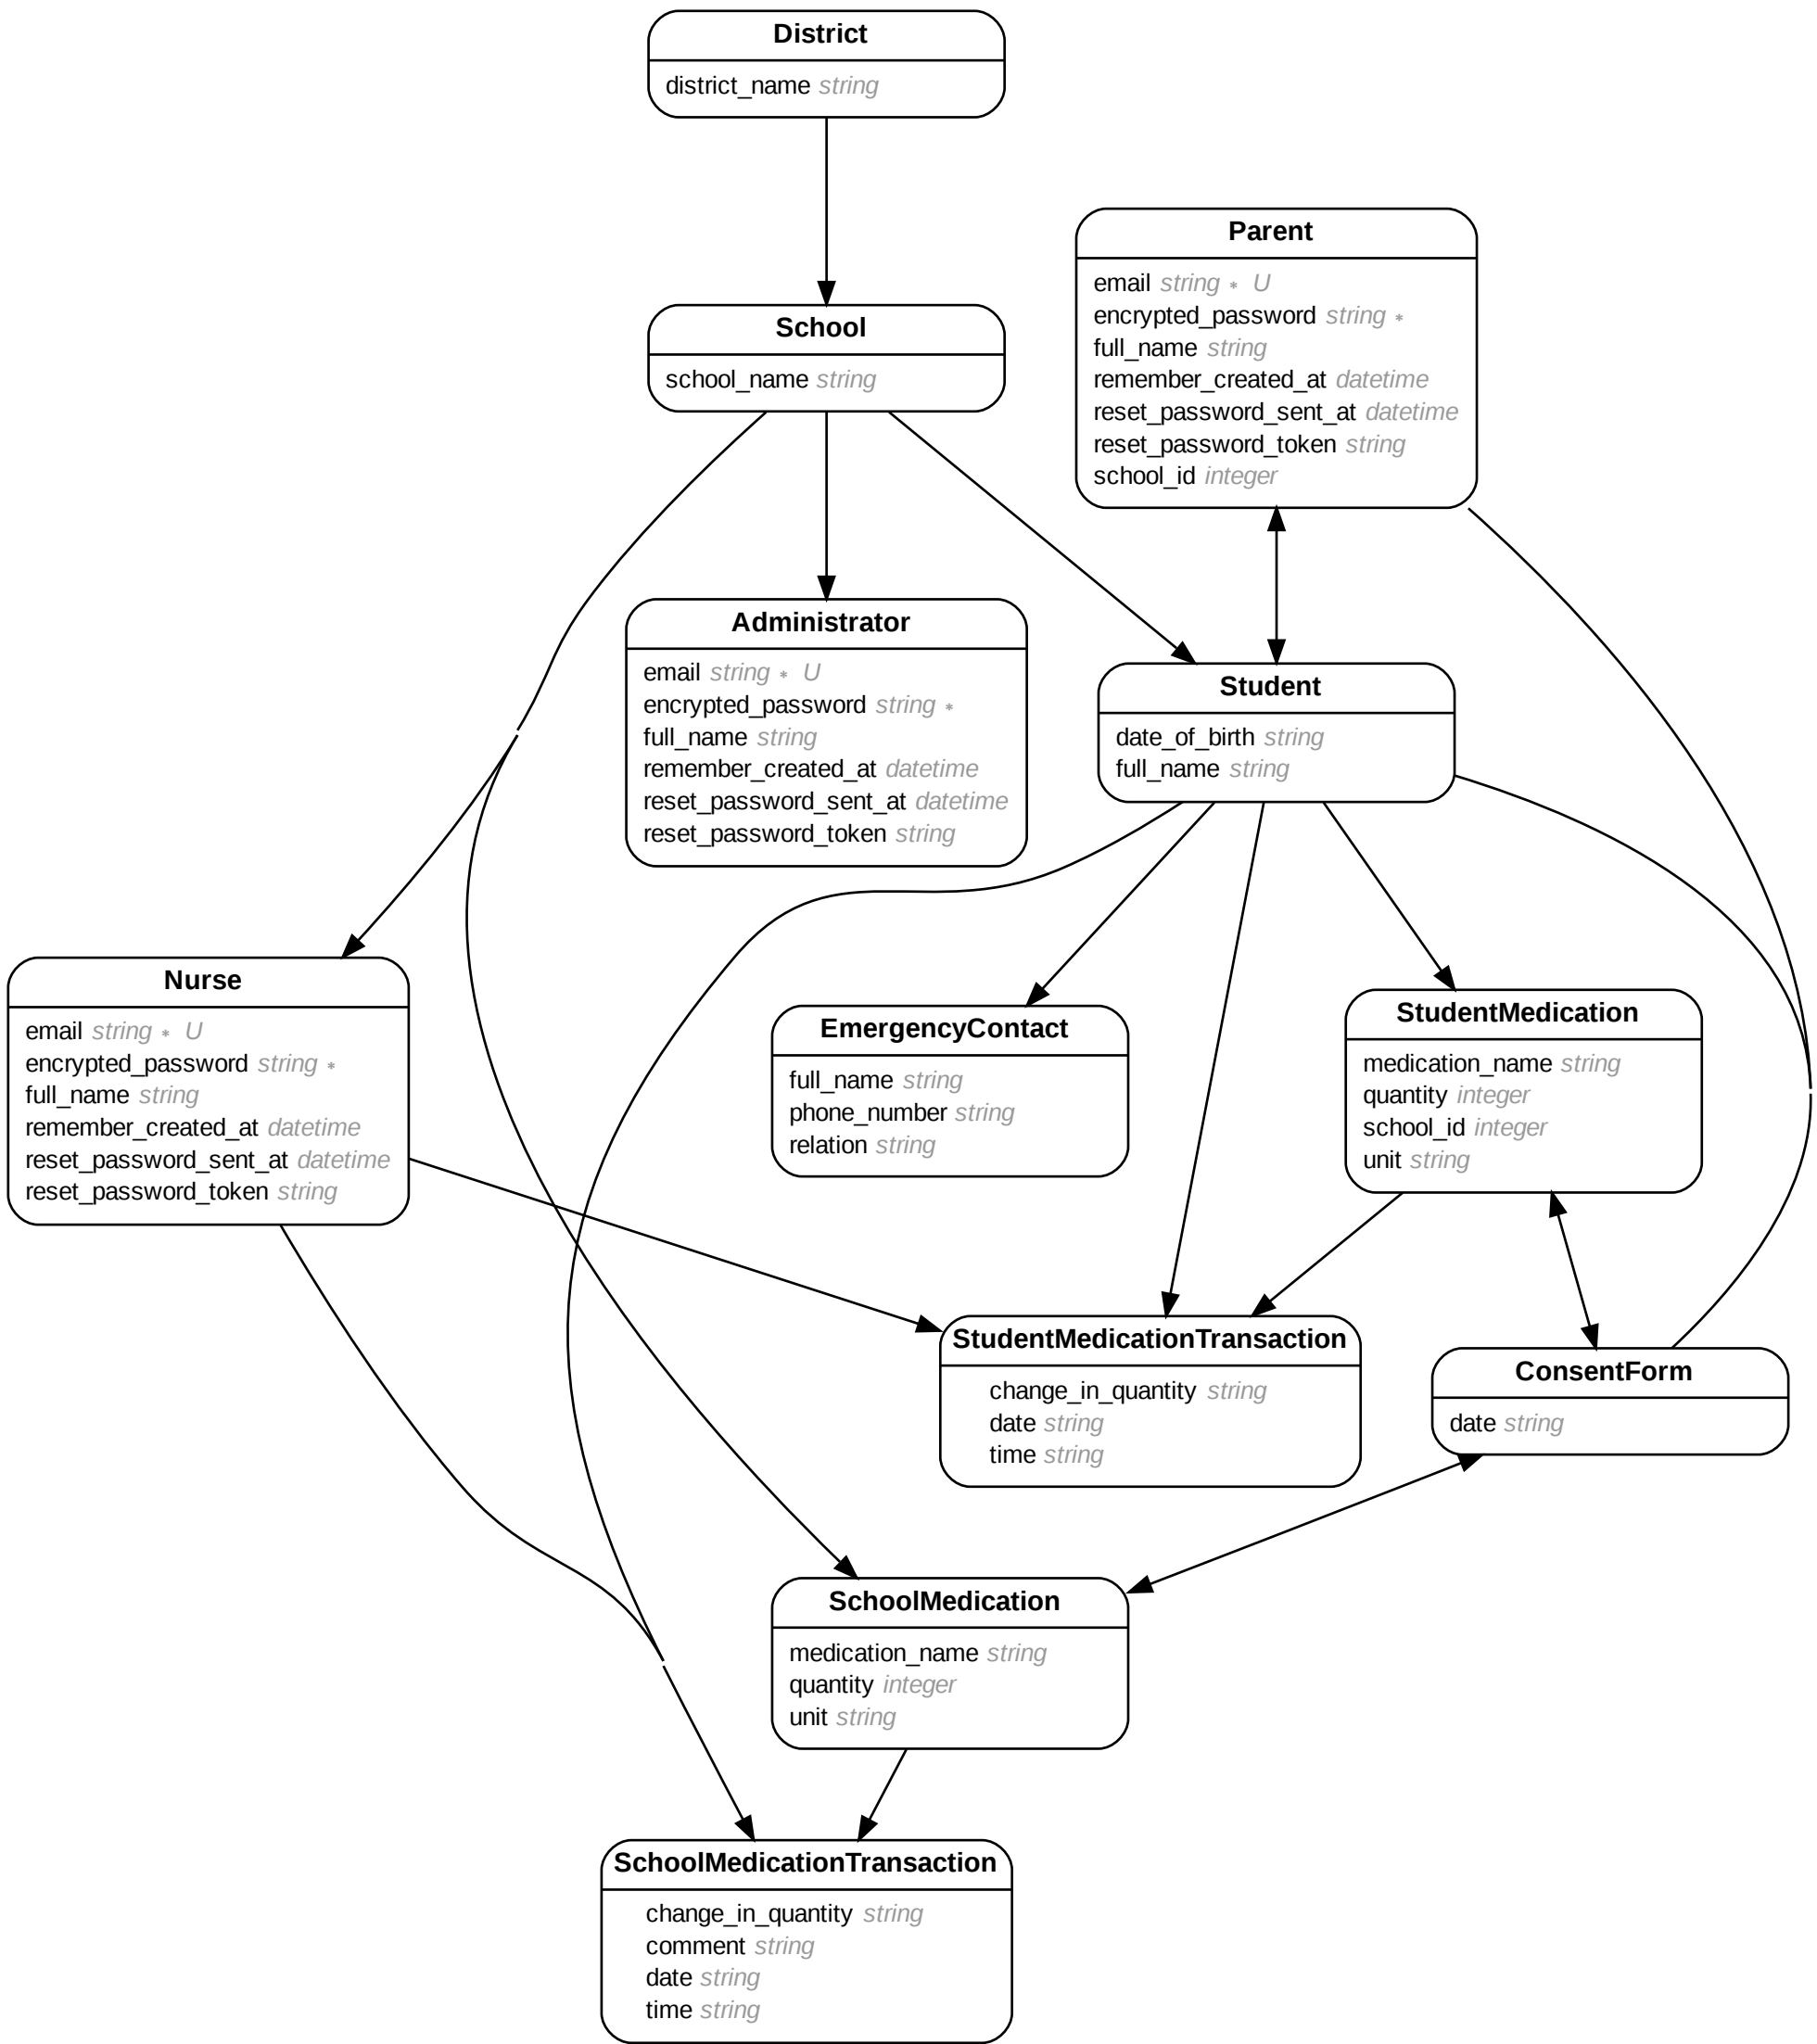 District
district_name string
Parent
email string * U
encrypted_password string *
full_name string
remember_created_at datetime
reset_password_sent_at datetime
reset_password_token string
school_id integer
School
school_name string
Administrator
email string * U
encrypted_password string *
full_name string
remember_created_at datetime
reset_password_sent_at datetime
reset_password_token string
Student
date_of_birth string
full_name string
Nurse
email string * U
encrypted_password string *
full_name string
remember_created_at datetime
reset_password_sent_at datetime
reset_password_token string
EmergencyContact
full_name string
phone_number string
relation string
StudentMedication
medication_name string
quantity integer
school_id integer
unit string
StudentMedicationTransaction
change_in_quantity string
date string
time string
ConsentForm
date string
SchoolMedication
medication_name string
quantity integer
unit string
SchoolMedicationTransaction
change_in_quantity string
comment string
date string
time string